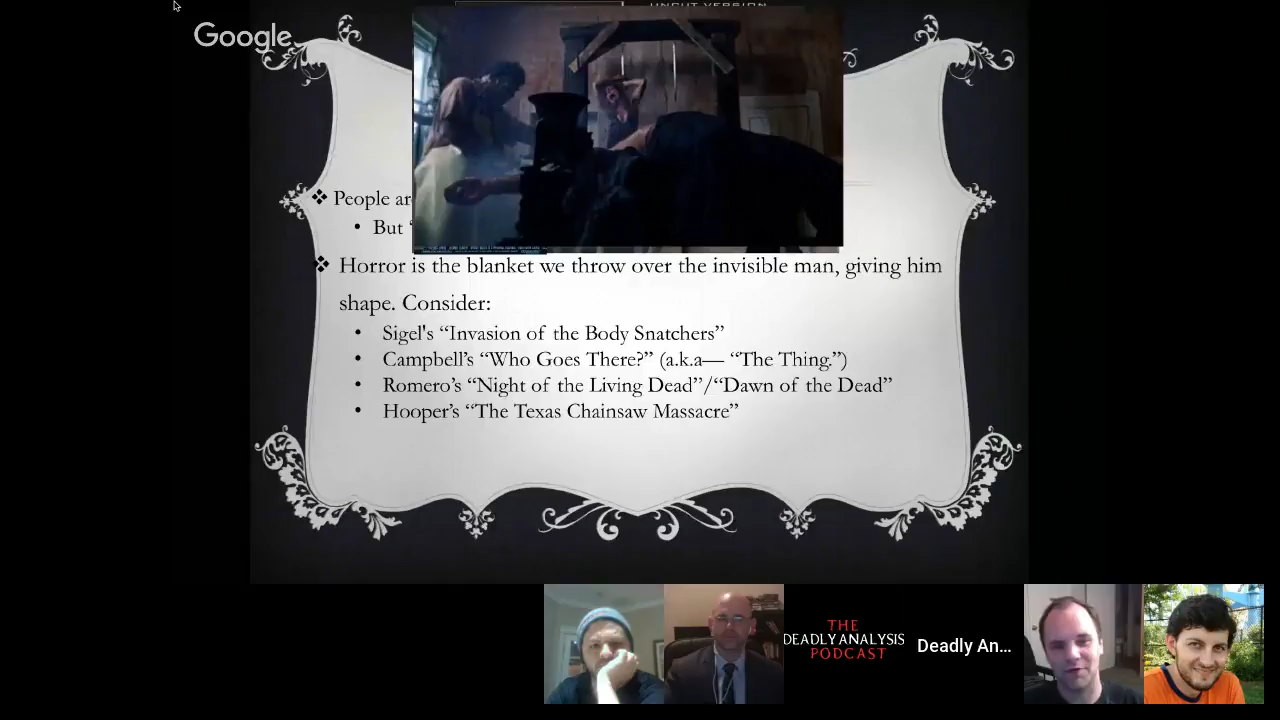 UNCUT VERSION
Google
❖ People ar
• But “
❖ Horror is the blanket we throw over the invisible man, giving him
shape. Consider:
• Sigel's “Invasion of the Body Snatchers”
• Campbell’s “Who Goes There?” (a.k.a— “The Thing.”)
• Romero’s “Night of the Living Dead”/“Dawn of the Dead”
• Hooper’s “The Texas Chainsaw Massacre”
THE
DEADLY ANALYSIS
PODCAST
Deadly An...